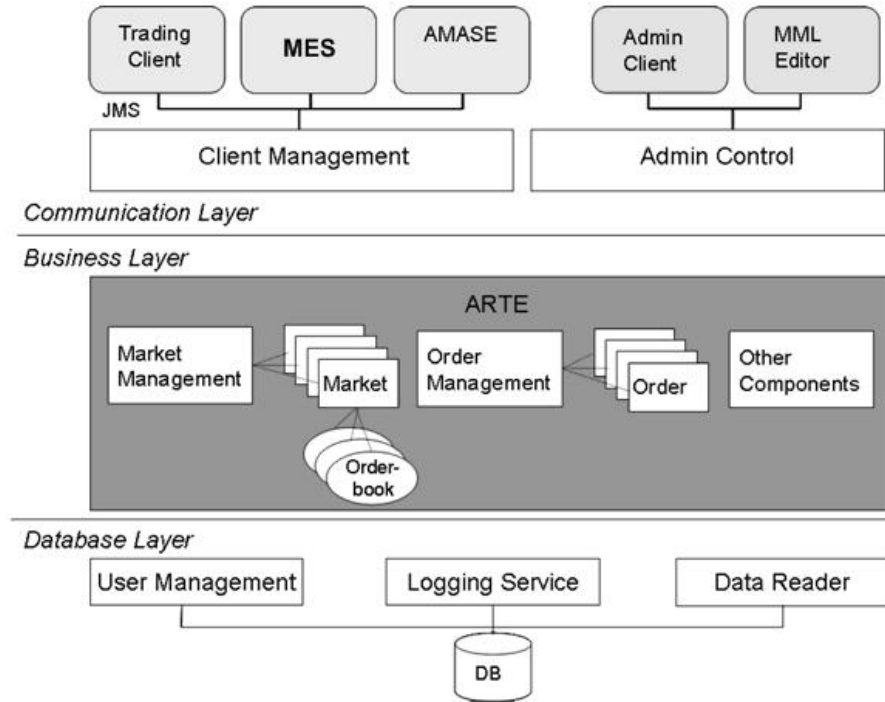 Trading
Client
MES
AMASE
Admin
Client
MML
Editor
JMS
Client Management
Admin Control
Communication Layer
Business Layer
ARTE
Market
Management
Market
Order
Management
Order
Other
Components
Order-
book
Database Layer
User Management
Logging Service
Data Reader
DB